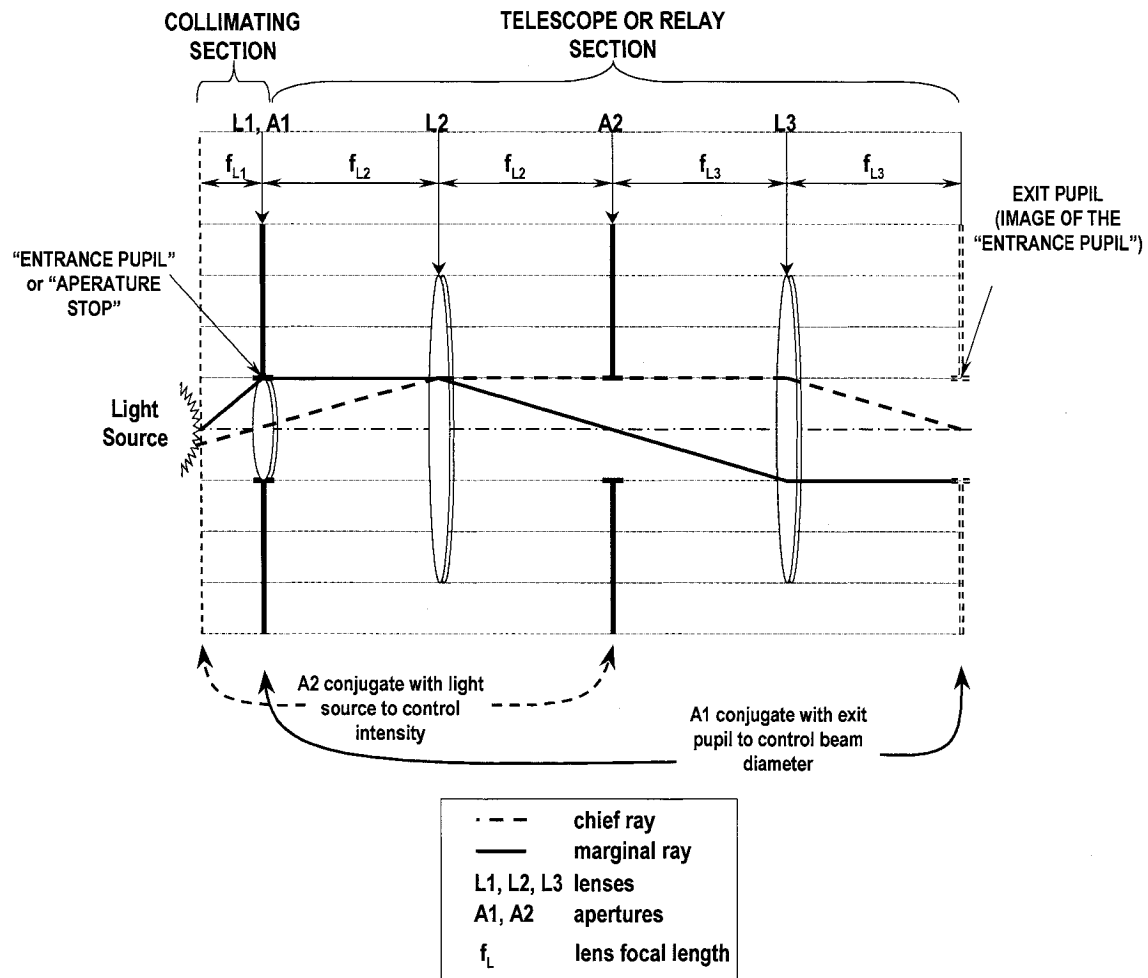 COLLIMATING
SECTION
TELESCOPE OR RELAY
SECTION
L1, A1
L2
A2
L3
fL1
fL2
fL2
fL3
fL3
EXIT PUPIL
(IMAGE OF THE
“ENTRANCE PUPIL”)
“ENTRANCE PUPIL”
or “APERATURE
STOP”
Light
Source
A2 conjugate with light
source to control
intensity
A1 conjugate with exit
pupil to control beam
diameter
chief ray
marginal ray
L1, L2, L3 lenses
A1, A2 apertures
fL lens focal length